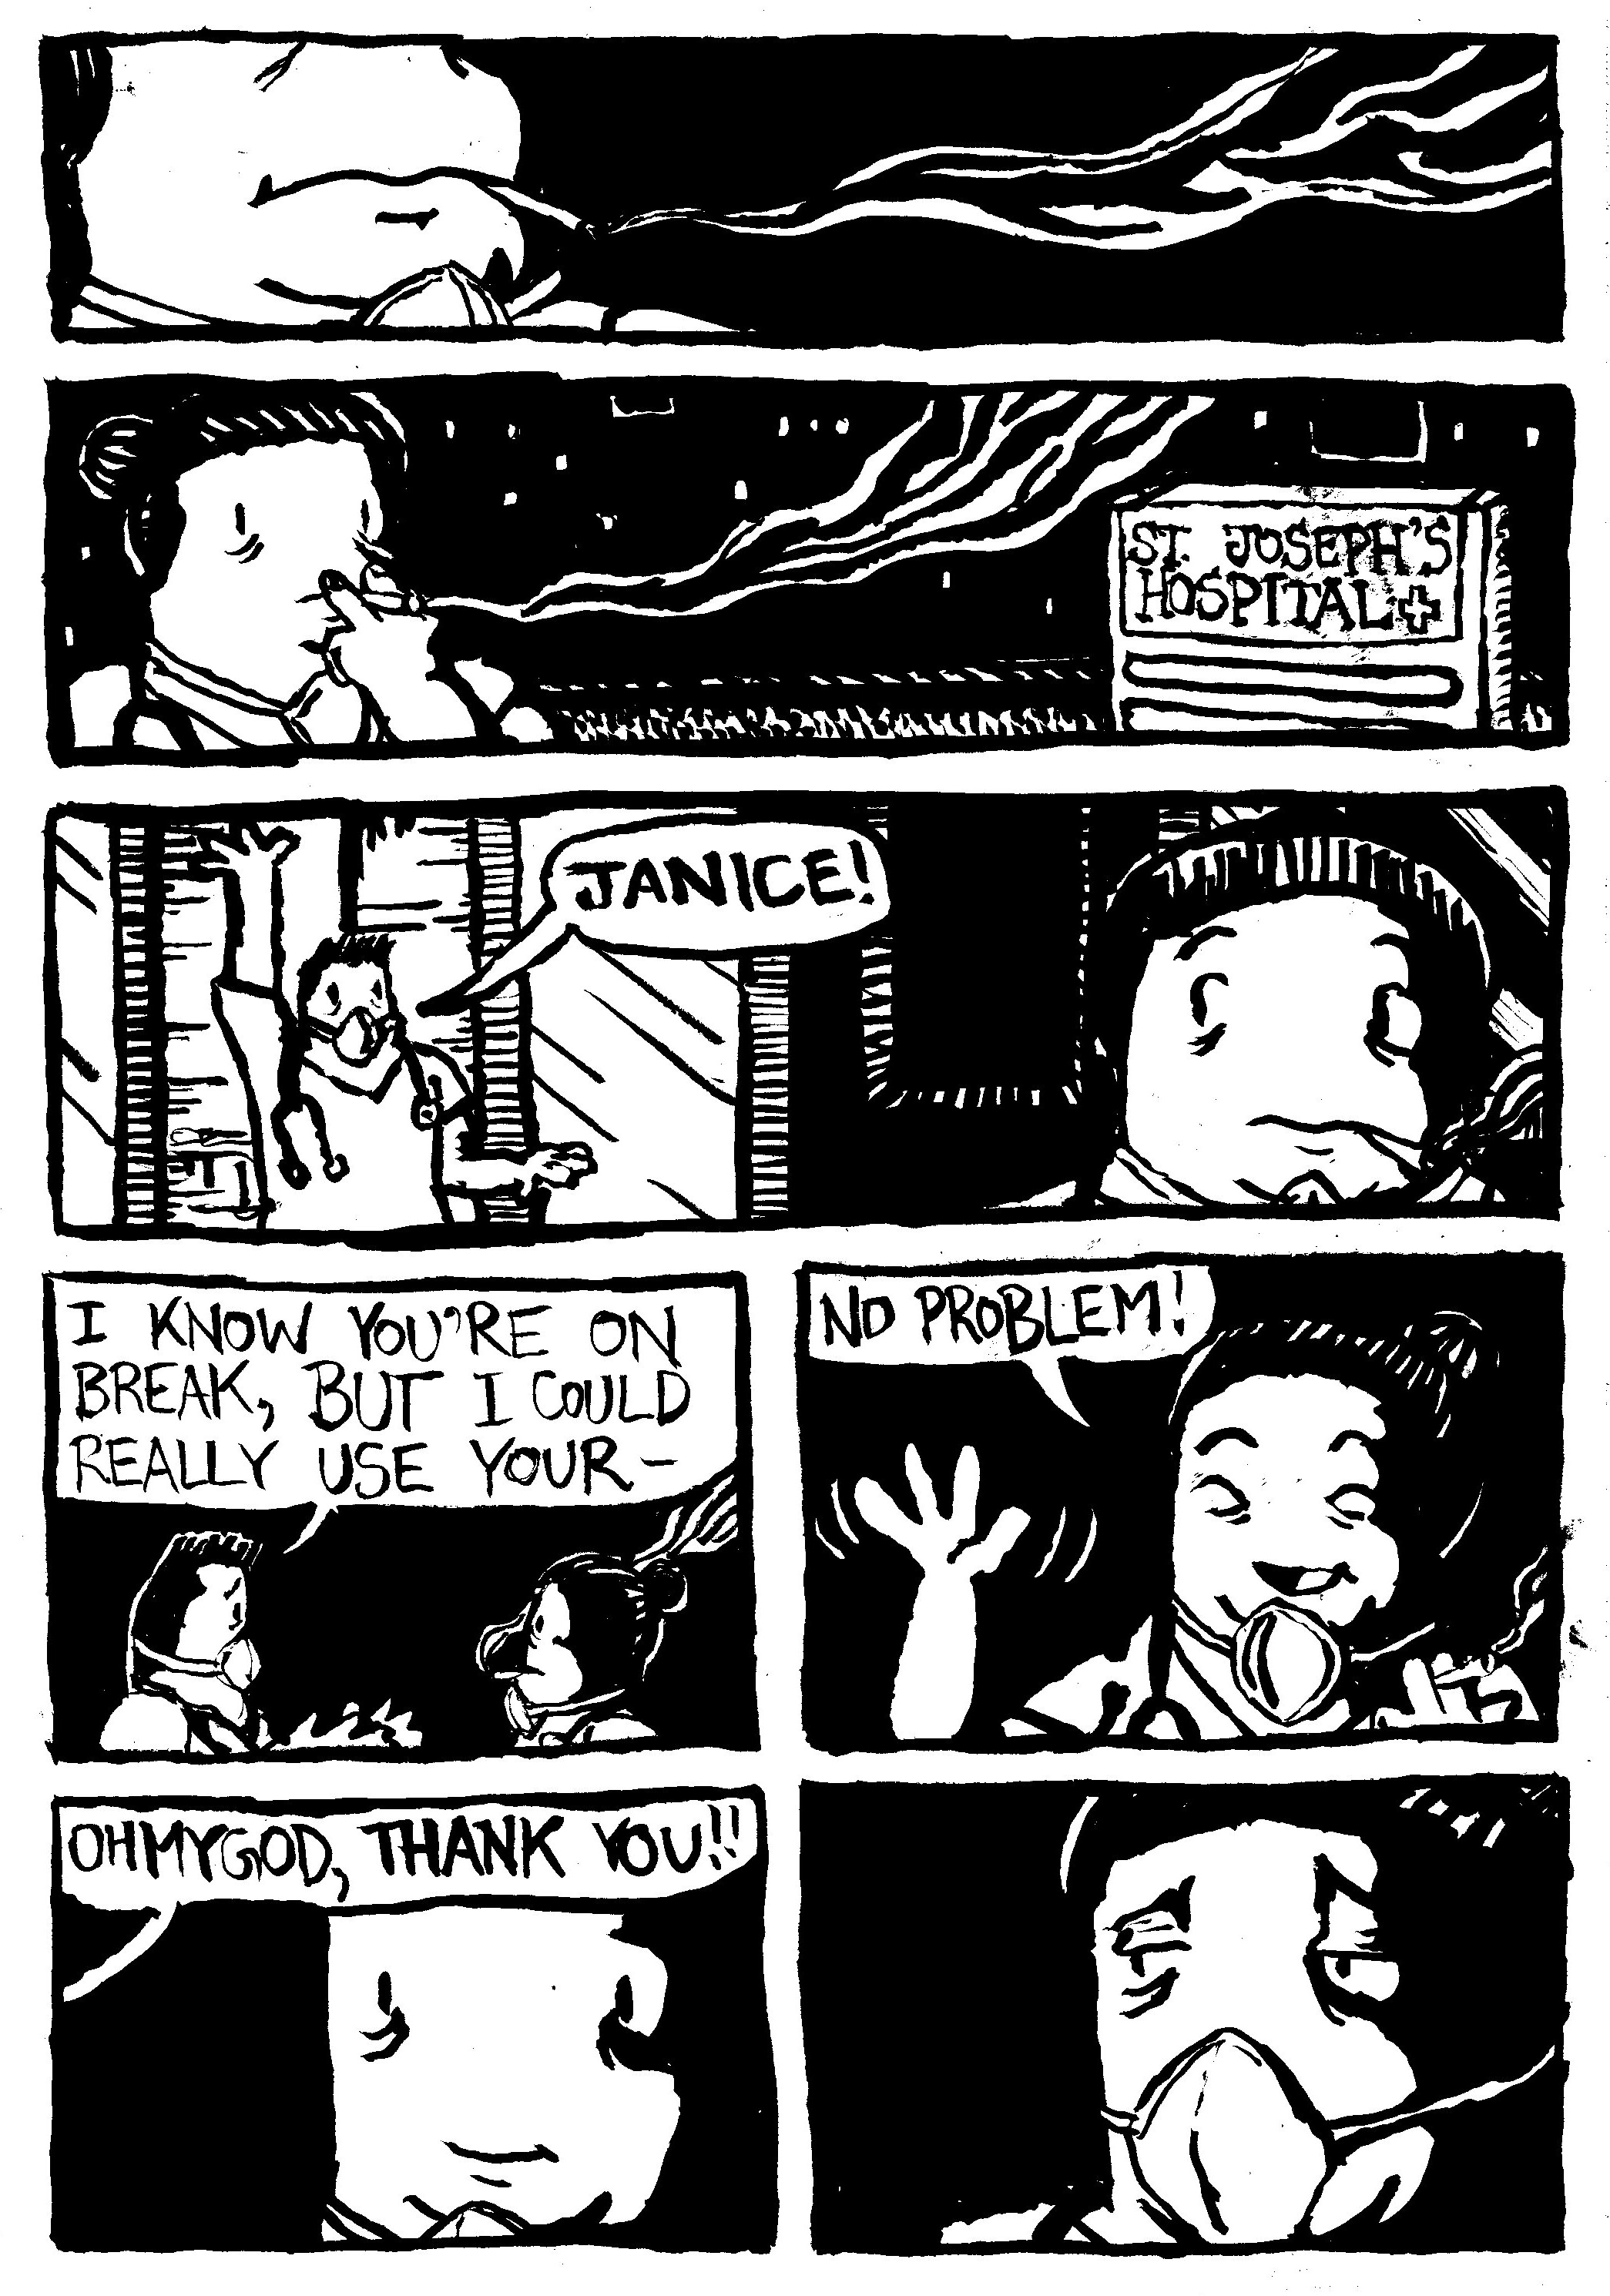 ST. JOSEPH'S
HOSPITAL
JANICE!
I KNOW YOU'RE ON
BREAK, BUT I COULD
REALLY USE YOUR-
NO PROBLEM!
OHMYGOD, THANK YOU!!